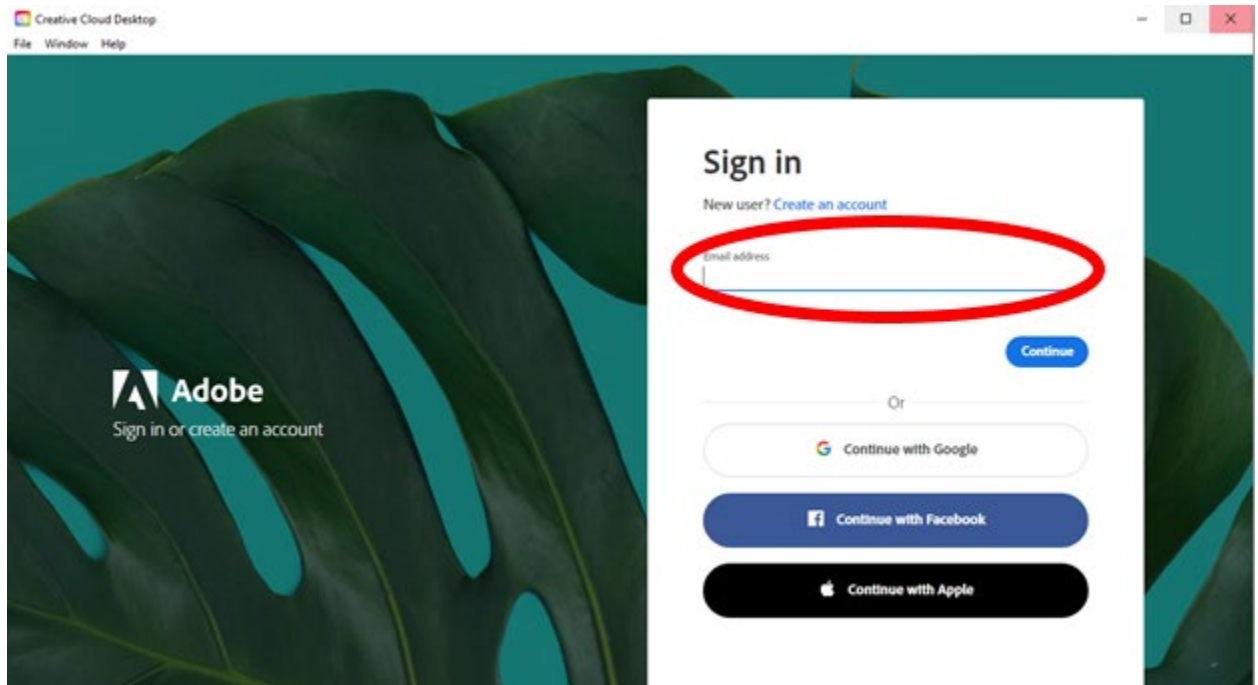 Creative Cloud Desktop
File Window Help
Sign in
New user? Create an account
Email address
Continue
Or
Continue with Google
Continue with Facebook
Continue with Apple
Adobe
Sign in or create an account